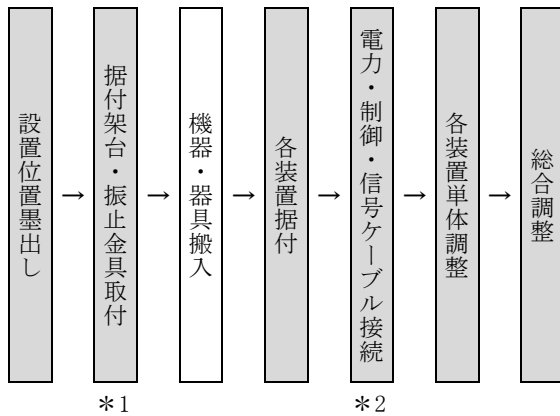 設置位置墨出し
→
据付架台・振止金具取付
→
機器・器具搬入
→
各装置据付
→
電力・制御・信号ケーブル接続
→
各装置単体調整
→
総合調整
＊1
＊2